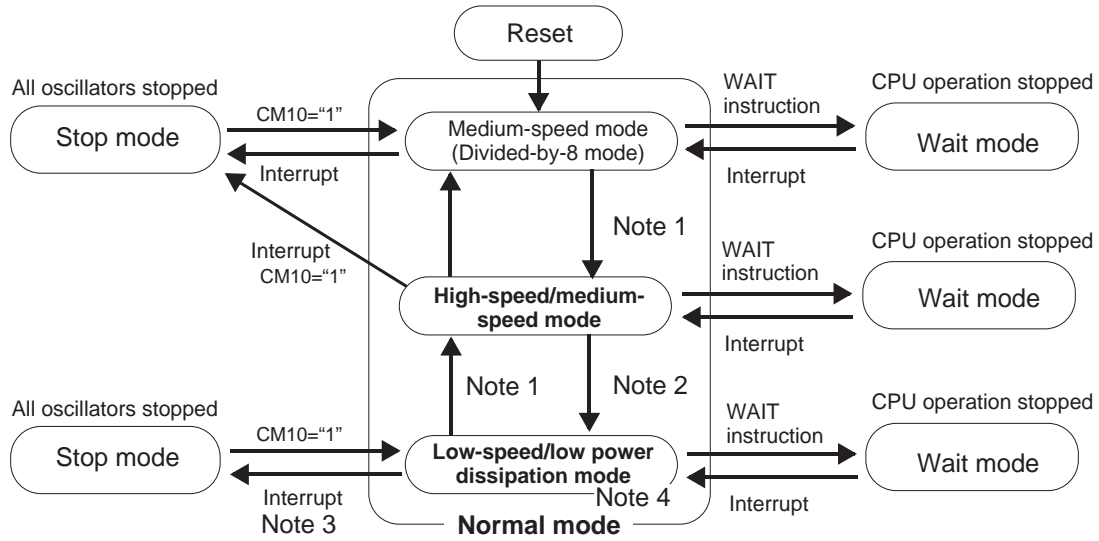 Reset
All oscillators stopped
Stop mode
CM10=“1”
Interrupt
Medium-speed mode
(Divided-by-8 mode)
WAIT
instruction
Interrupt
CPU operation stopped
Wait mode
Note 1
Interrupt
CM10=“1”
High-speed/medium-
speed mode
WAIT
instruction
Interrupt
CPU operation stopped
Wait mode
Note 1
Note 2
All oscillators stopped
Stop mode
CM10=“1”
Interrupt
Note 3
Low-speed/low power
dissipation mode
Note 4
WAIT
instruction
Interrupt
CPU operation stopped
Wait mode
Normal mode